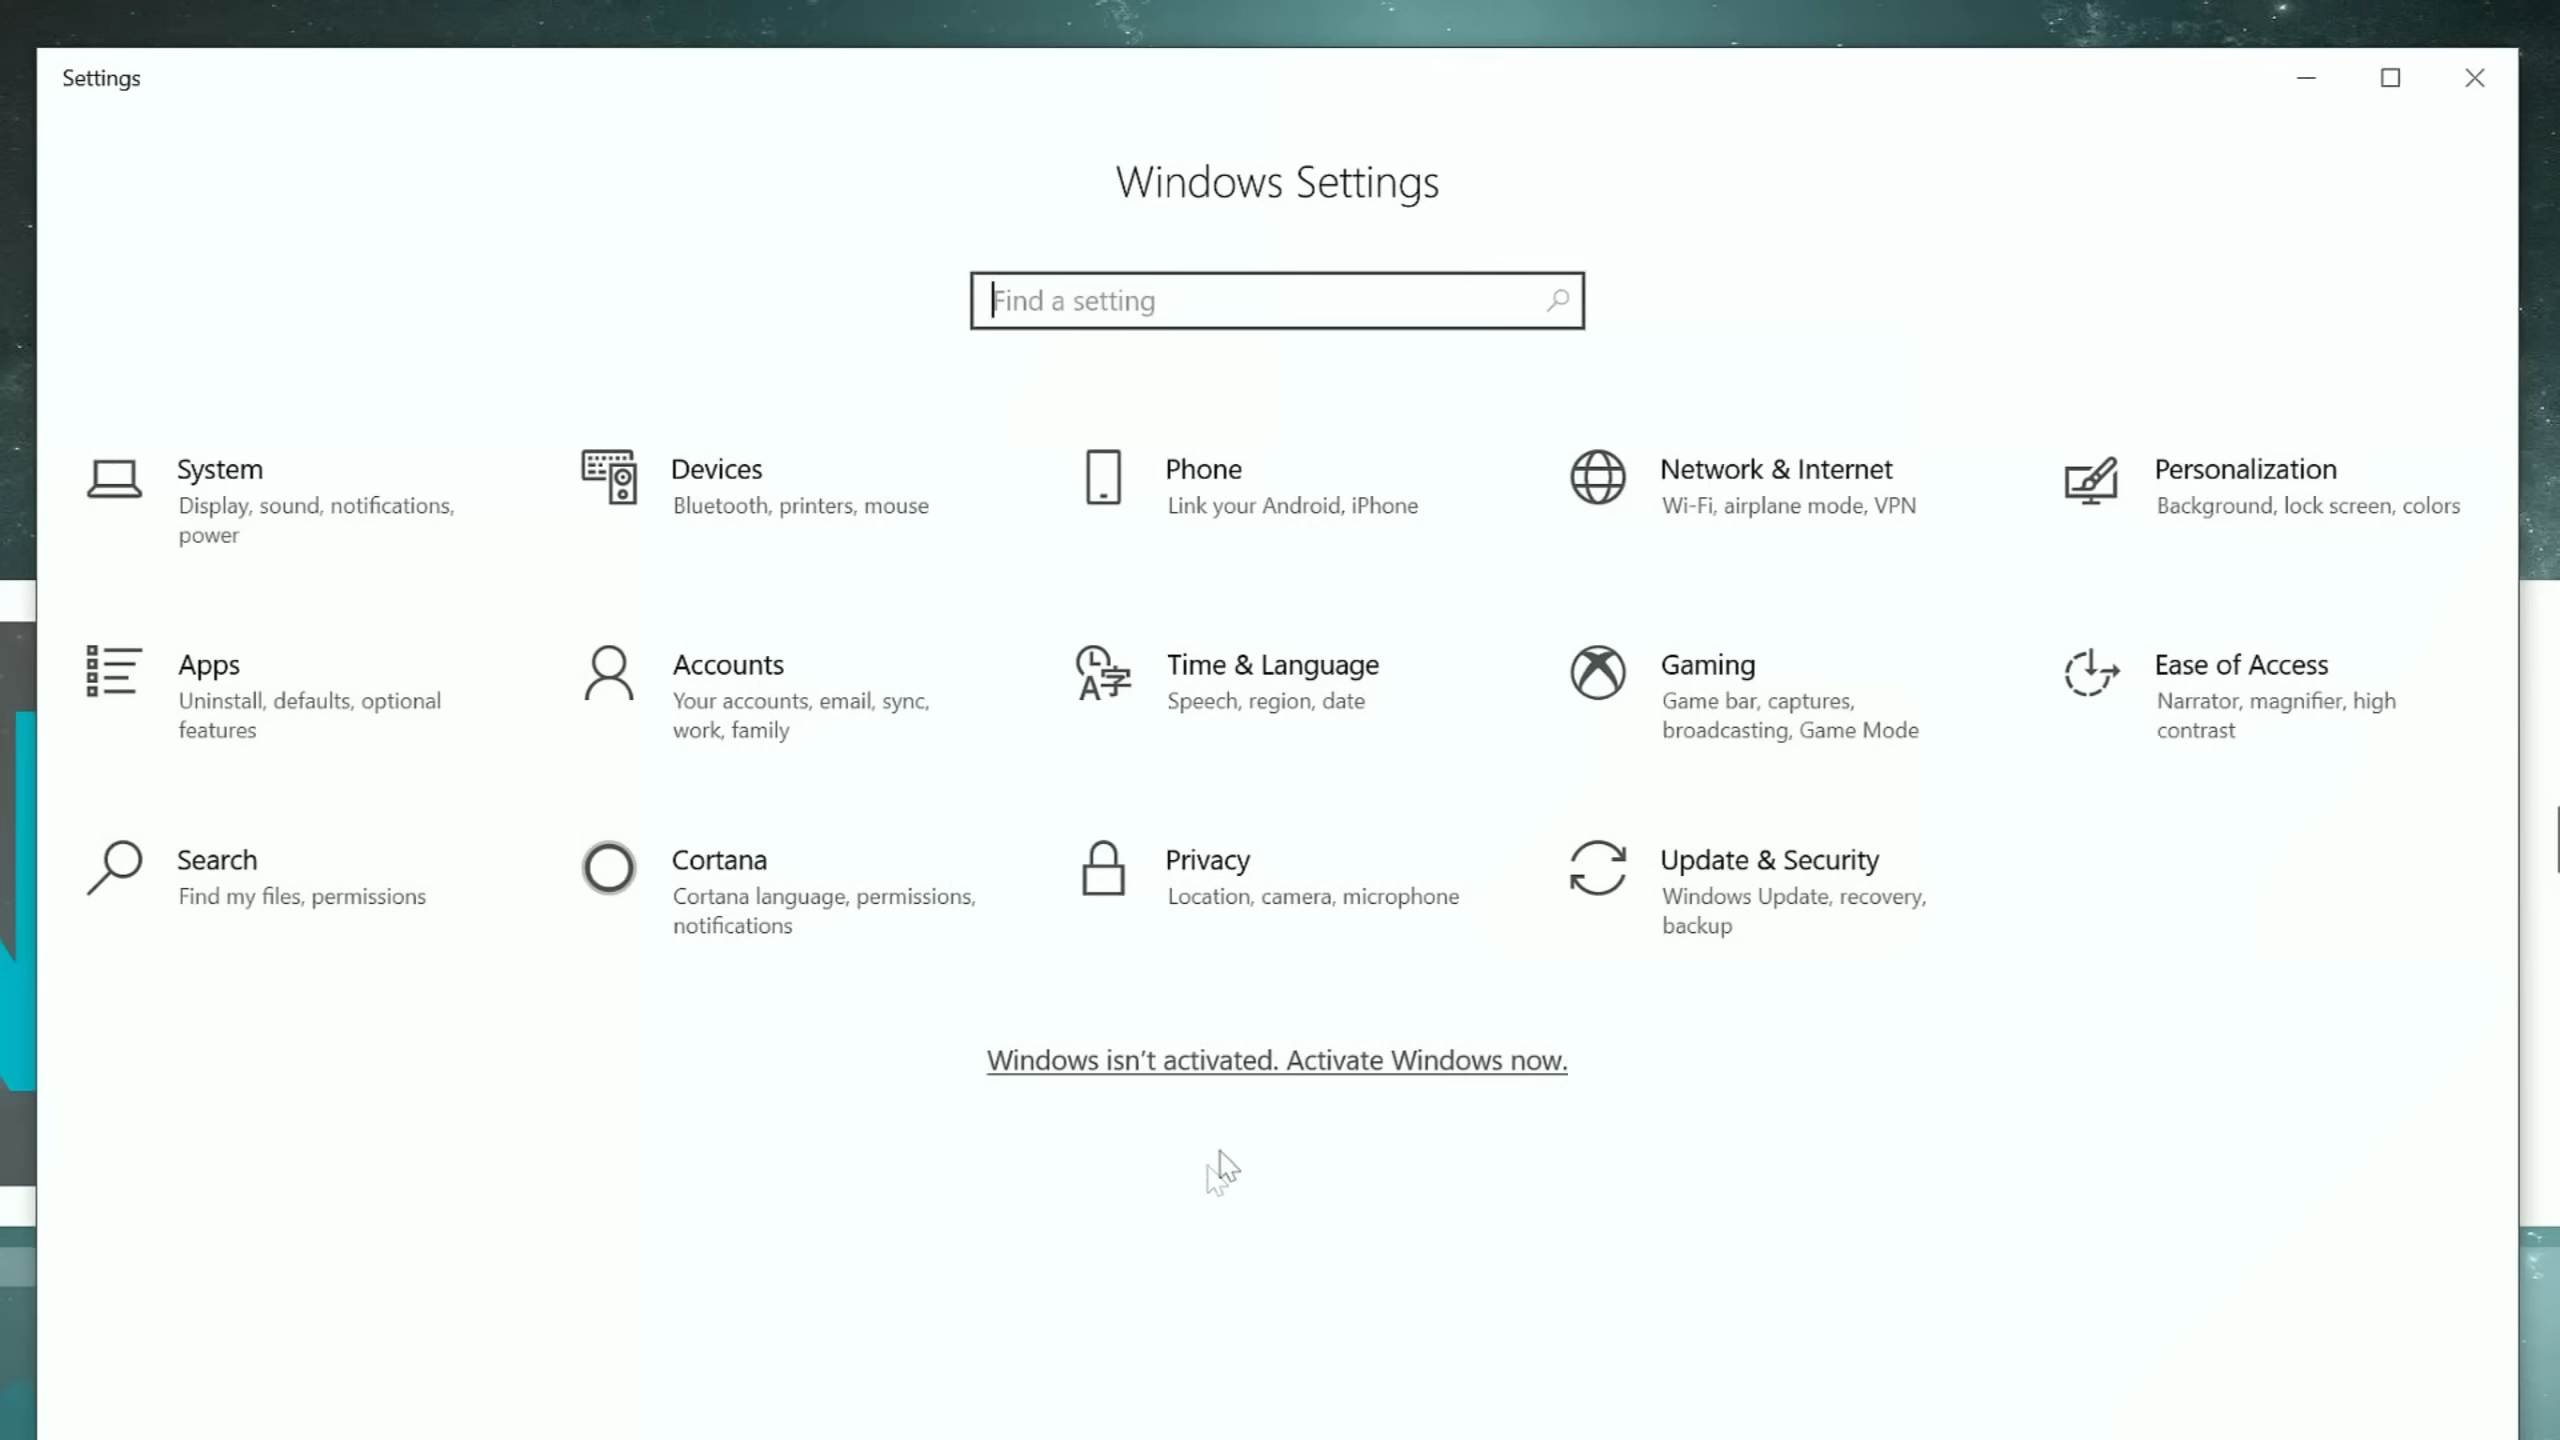 Settings
Windows Settings
Find a setting
System
Display, sound, notifications,
power
Devices
Bluetooth, printers, mouse
Phone
Link your Android, iPhone
Network & Internet
Wi-Fi, airplane mode, VPN
Personalization
Background, lock screen, colors
Apps
Uninstall, defaults, optional
features
Accounts
Your accounts, email, sync,
work, family
Time & Language
Speech, region, date
Gaming
Game bar, captures,
broadcasting, Game Mode
Ease of Access
Narrator, magnifier, high
contrast
Search
Find my files, permissions
Cortana
Cortana language, permissions,
notifications
Privacy
Location, camera, microphone
Update & Security
Windows Update, recovery,
backup
Windows isn't activated. Activate Windows now.